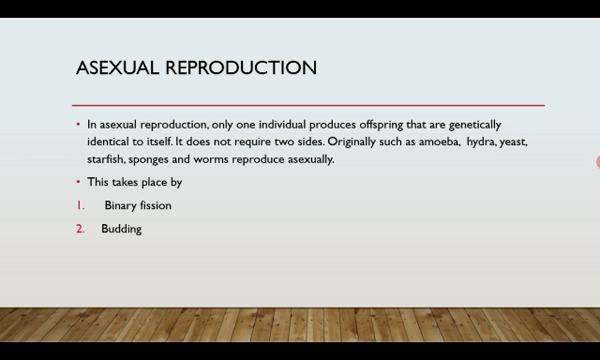 ASEXUAL REPRODUCTION
• In asexual reproduction, only one individual produces offspring that are genetically
identical to itself. It does not require two sides. Originally such as amoeba, hydra, yeast,
starfish, sponges and worms reproduce asexually.
• This takes place by
1. Binary fission
2. Budding